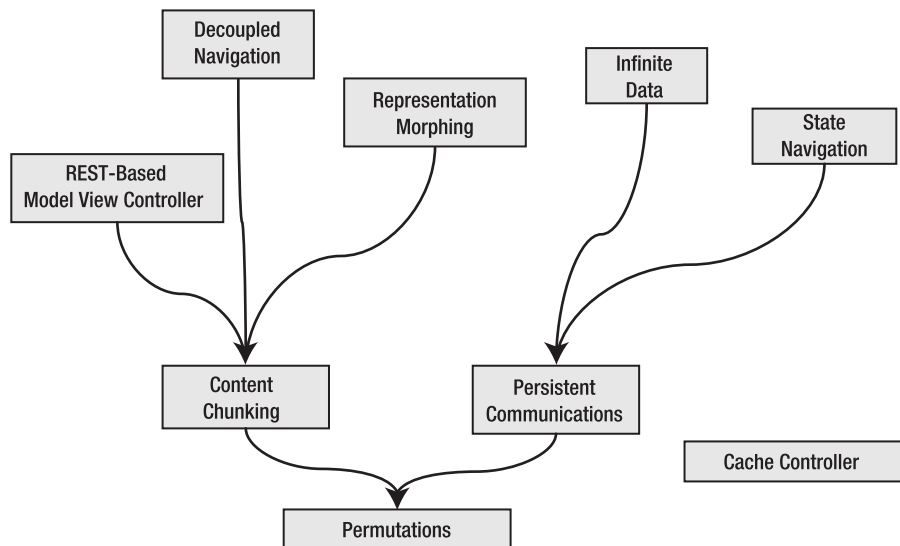 Decoupled
Navigation
Infinite
Data
Representation
Morphing
State
Navigation
REST-Based
Model View Controller
Content
Chunking
Persistent
Communications
Cache Controller
Permutations